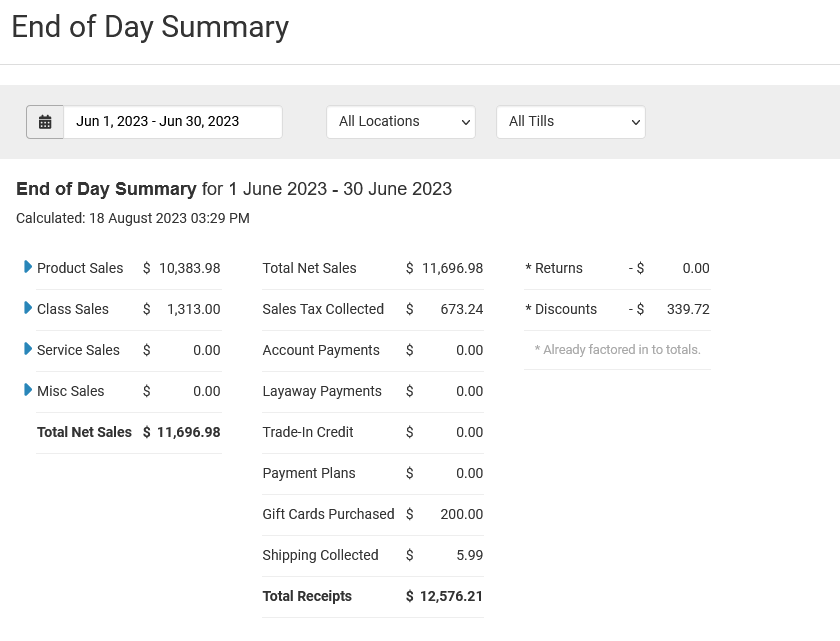 End of Day Summary
Jun 1, 2023 - Jun 30, 2023
All Locations
All Tills
End of Day Summary for 1 June 2023 - 30 June 2023
Calculated: 18 August 2023 03:29 PM
Product Sales $ 10,383.98
Class Sales $ 1,313.00
Service Sales $ 0.00
Misc Sales $ 0.00
Total Net Sales $ 11,696.98
Total Net Sales $ 11,696.98
Sales Tax Collected $ 673.24
Account Payments $ 0.00
Layaway Payments $ 0.00
Trade-In Credit $ 0.00
Payment Plans $ 0.00
Gift Cards Purchased $ 200.00
Shipping Collected $ 5.99
Total Receipts $ 12,576.21
* Returns - $ 0.00
* Discounts - $ 339.72
* Already factored in to totals.